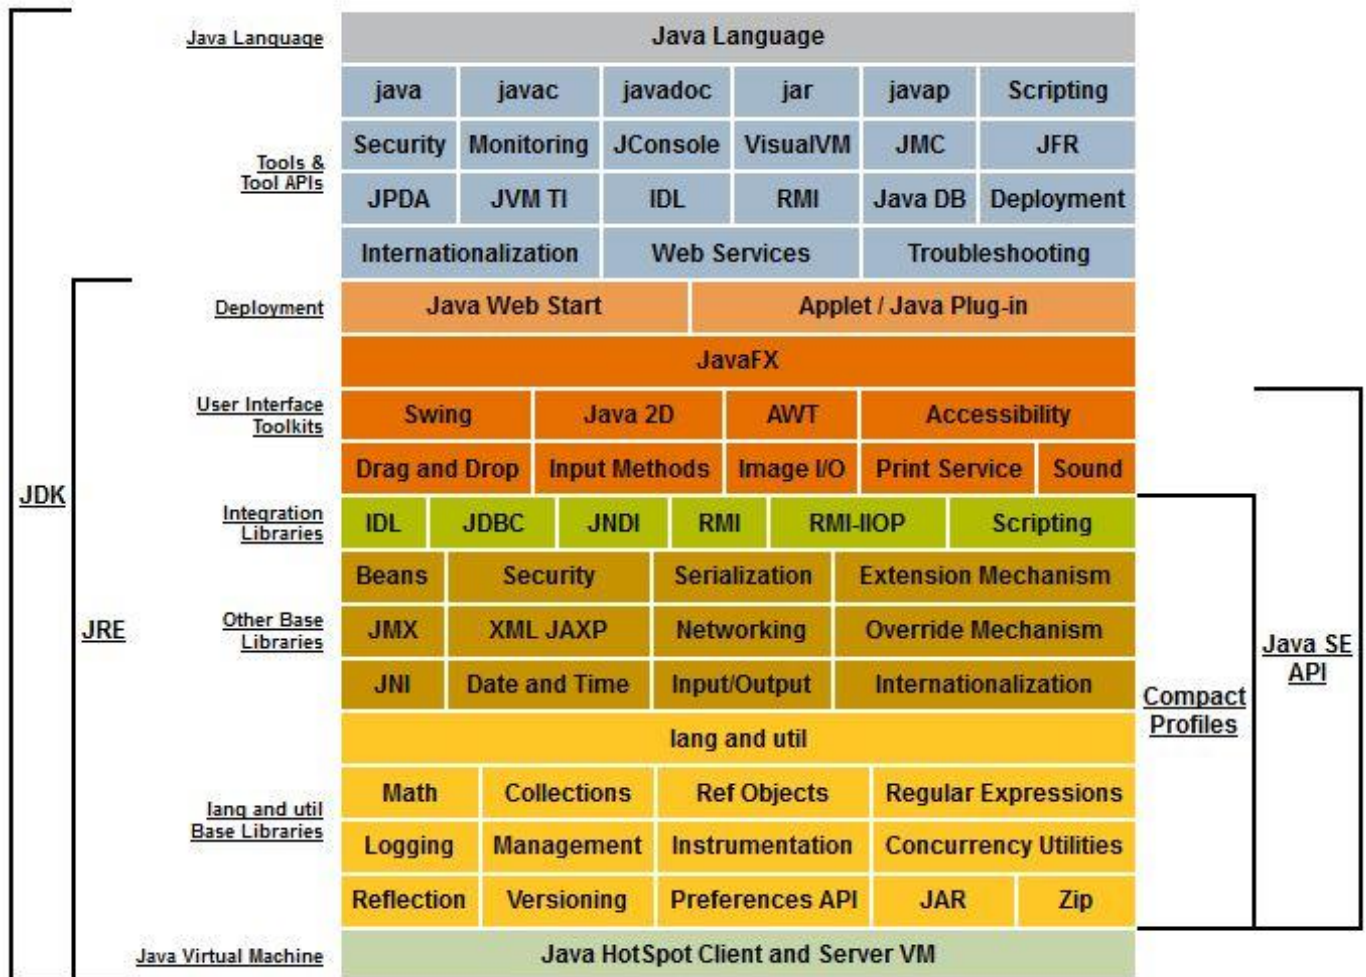 Java Language
Java Language
java javac javadoc jar javap Scripting
Security Monitoring JConsole VisualVM JMC JFR
Tools &
Tool APIs
JPDA JVM TI IDL RMI Java DB Deployment
Internationalization Web Services Troubleshooting
Deployment
Java Web Start Applet / Java Plug-in
JavaFX
User Interface
Toolkits
Swing Java 2D AWT Accessibility
Drag and Drop Input Methods Image I/O Print Service Sound
JDK
Integration
Libraries
IDL JDBC JNDI RMI RMI-IIOP Scripting
Beans Security Serialization Extension Mechanism
JRE
Other Base
Libraries
JMX XML JAXP Networking Override Mechanism
Java SE
API
JNI Date and Time Input/Output Internationalization
Compact
Profiles
lang and util
Math Collections Ref Objects Regular Expressions
lang and util
Base Libraries
Logging Management Instrumentation Concurrency Utilities
Reflection Versioning Preferences API JAR Zip
Java Virtual Machine
Java HotSpot Client and Server VM